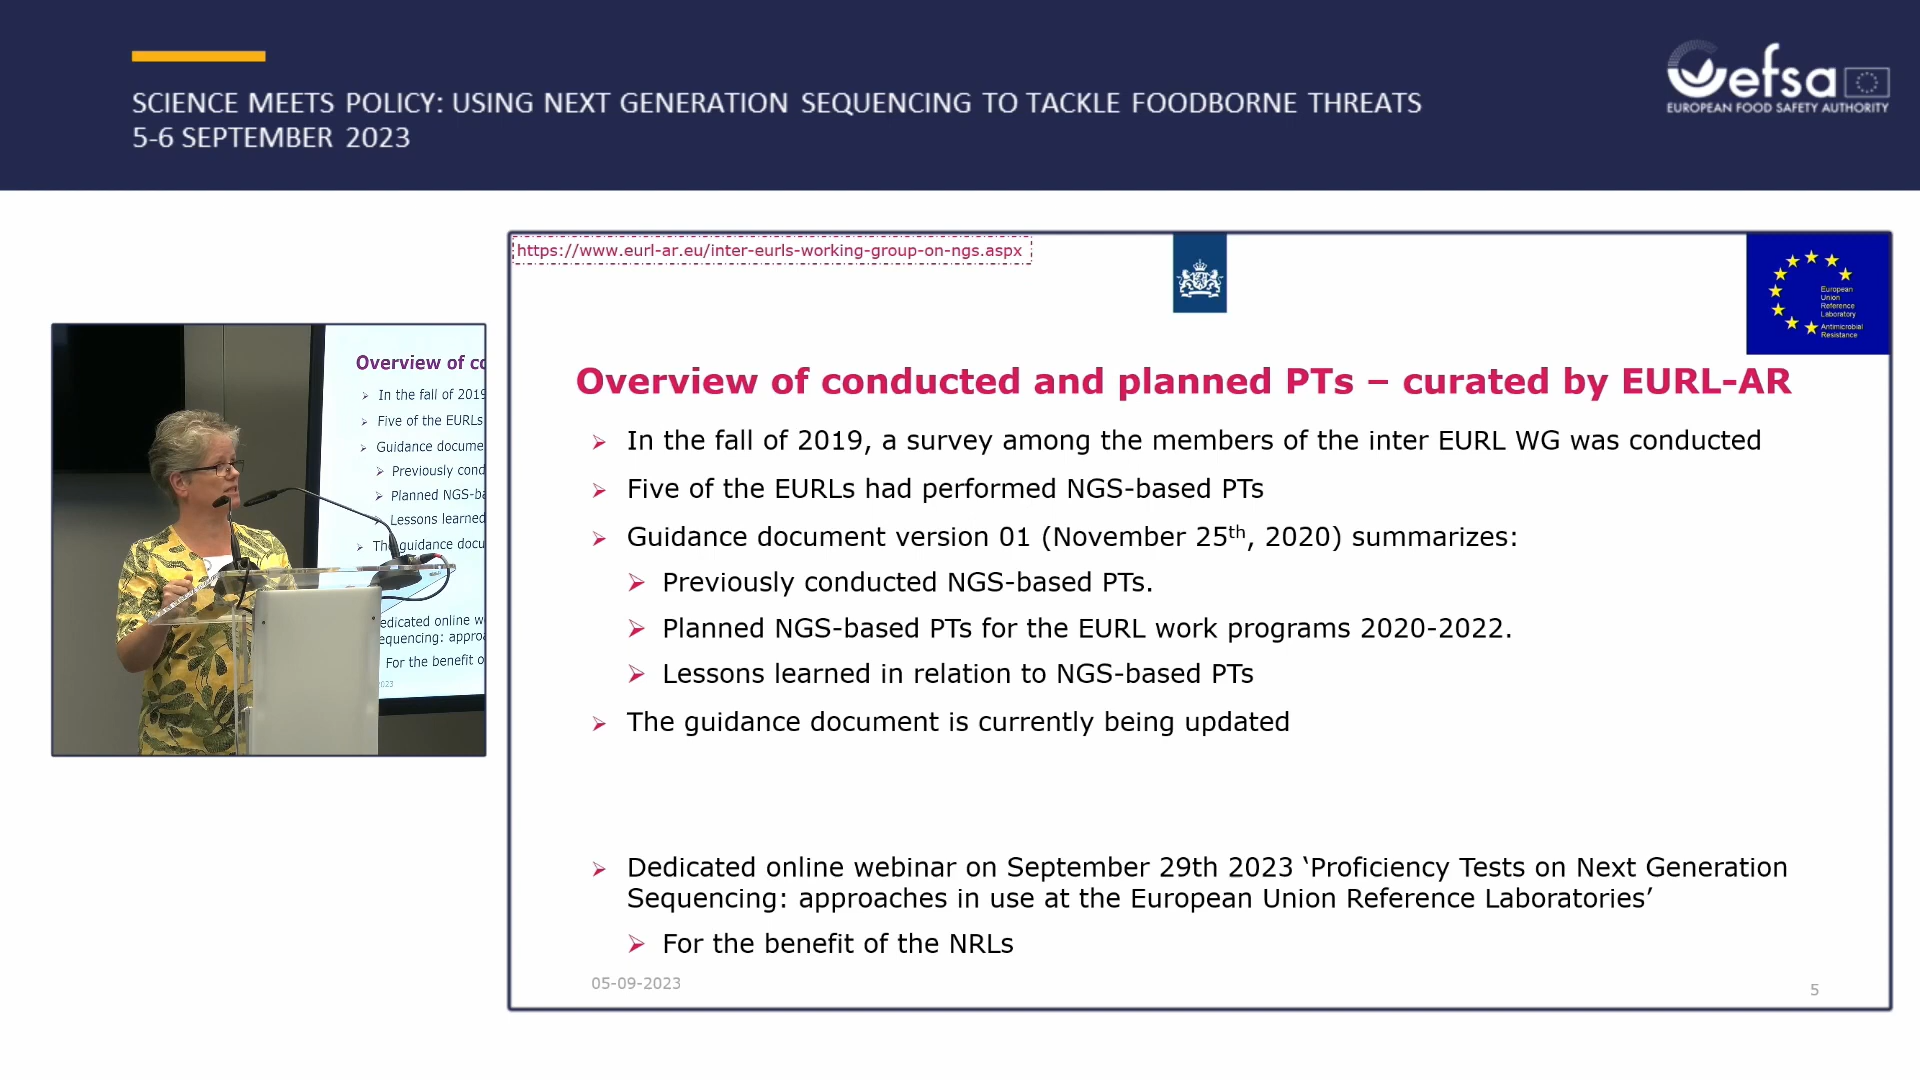 SCIENCE MEETS POLICY: USING NEXT GENERATION SEQUENCING TO TACKLE FOODBORNE THREATS
5-6 SEPTEMBER 2023
efsa
EUROPEAN FOOD SAFETY AUTHORITY
https://www.eurl-ar.eu/inter-eurls-working-group-on-ngs.aspx
European
Union
Reference
Laboratory
Antimicrobial
Resistance
Overview of conducted and planned PTs – curated by EURL-AR
➢ In the fall of 2019, a survey among the members of the inter EURL WG was conducted
➢ Five of the EURLs had performed NGS-based PTs
➢ Guidance document version 01 (November 25th, 2020) summarizes:
➢ Previously conducted NGS-based PTs.
➢ Planned NGS-based PTs for the EURL work programs 2020-2022.
➢ Lessons learned in relation to NGS-based PTs
➢ The guidance document is currently being updated
➢ Dedicated online webinar on September 29th 2023 ‘Proficiency Tests on Next Generation
Sequencing: approaches in use at the European Union Reference Laboratories’
➢ For the benefit of the NRLs
05-09-2023
5
Overview of co
➢ In the fall of 2019
➢ Five of the EURLs
➢ Guidance docume
➢ Previously cond
➢ Planned NGS-ba
➢ Lessons learned
➢ The guidance docu
edicated online w
equencing: approa
For the benefit o
2023